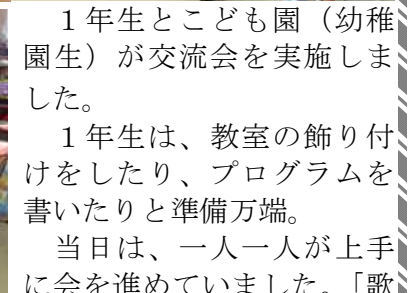 １年生とこども園（幼稚
園生）が交流会を実施しま
した。
　１年生は、教室の飾り付
けをしたり、プログラムを
書いたりと準備万端。
　当日は、一人一人が上手
に会を進めていました。「歌